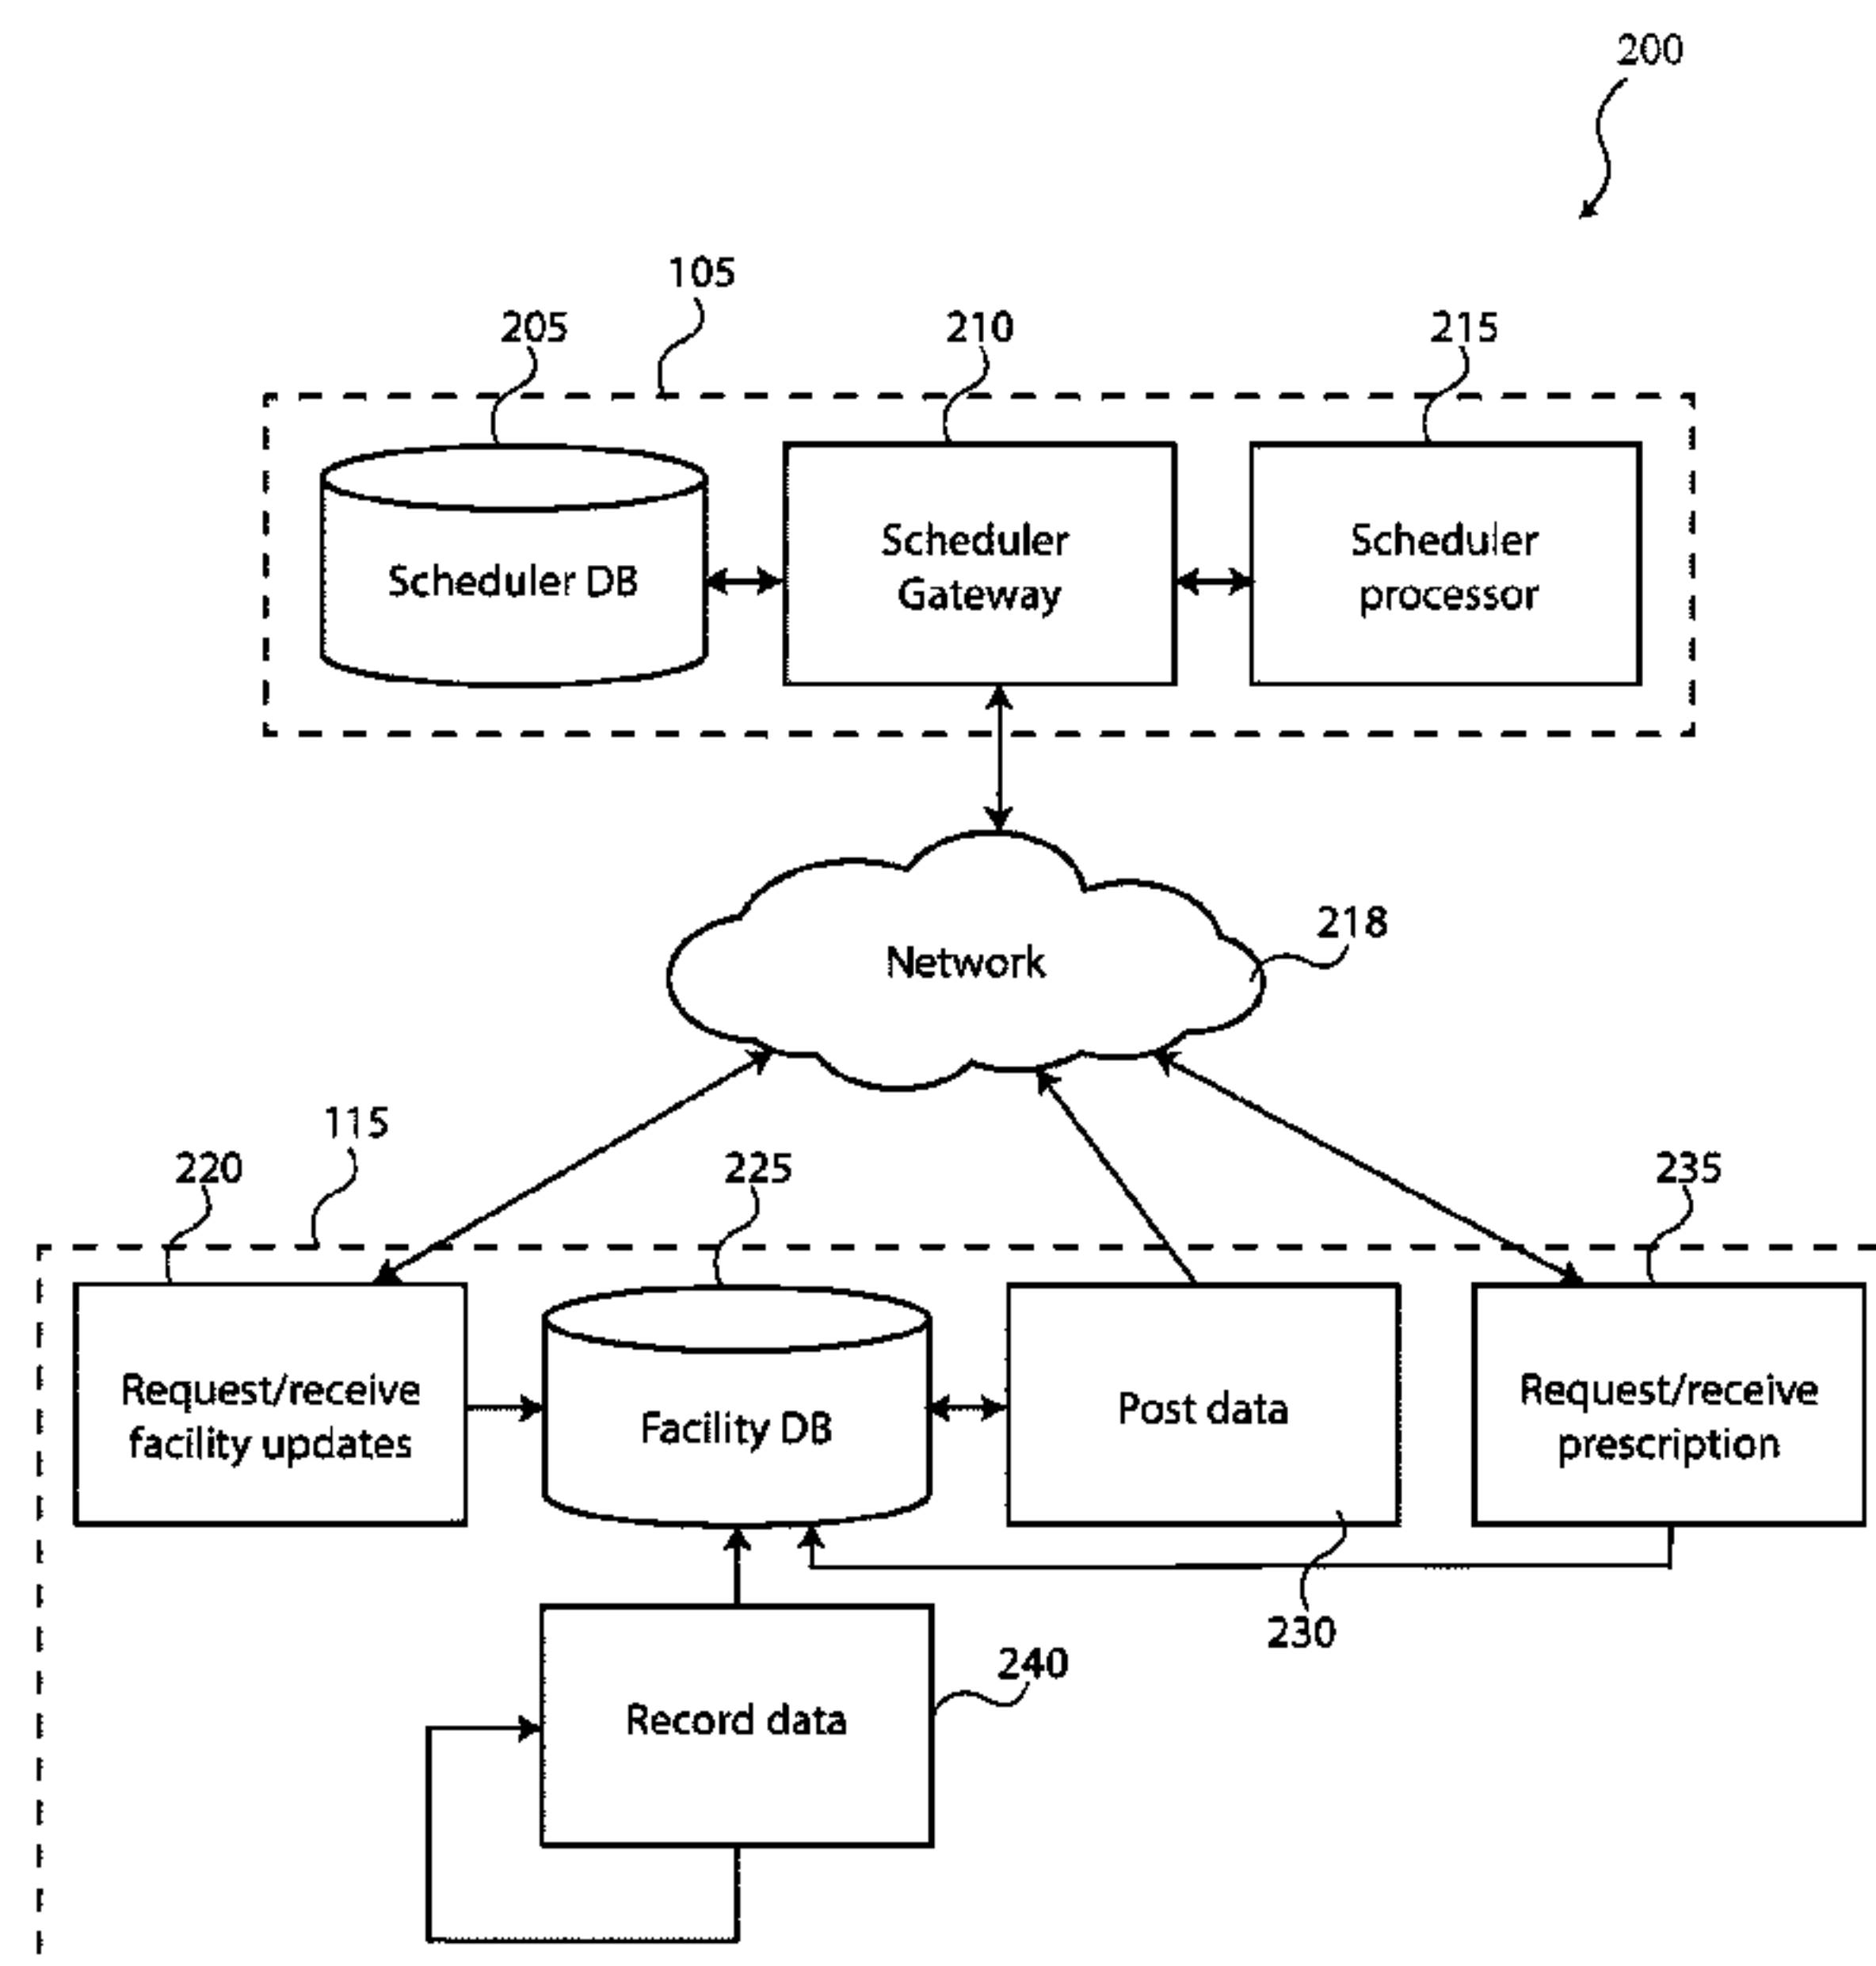 200
105
205
210
215
Scheduler DB
Scheduler
Gateway
Scheduler
processor
Network
218
115
220
225
235
Request/receive
facility updates
Facility DB
Post data
Request/receive
prescription
230
240
Record data